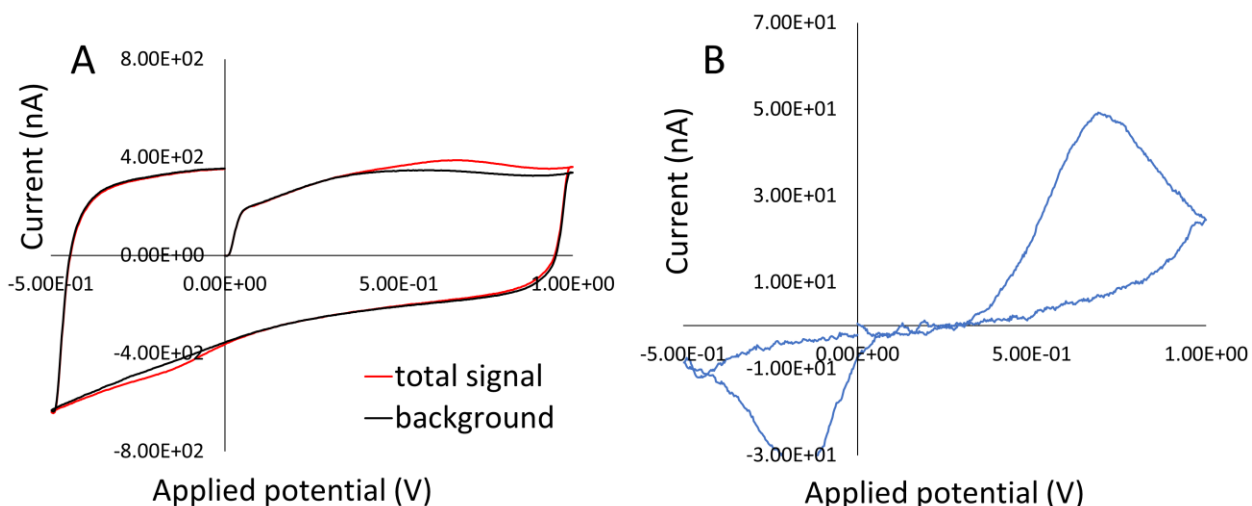 A
8.00E+02
4.00E+02
0.00E+00
-5.00E-01
0.00E+00
5.00E-01
1.00E+00
-4.00E+02
-8.00E+02
Current (nA)
total signal
background
Applied potential (V)
B
7.00E+01
5.00E+01
3.00E+01
1.00E+01
-5.00E-01
0.00E+00
5.00E-01
1.00E+00
-1.00E+01
-3.00E+01
Current (nA)
Applied potential (V)